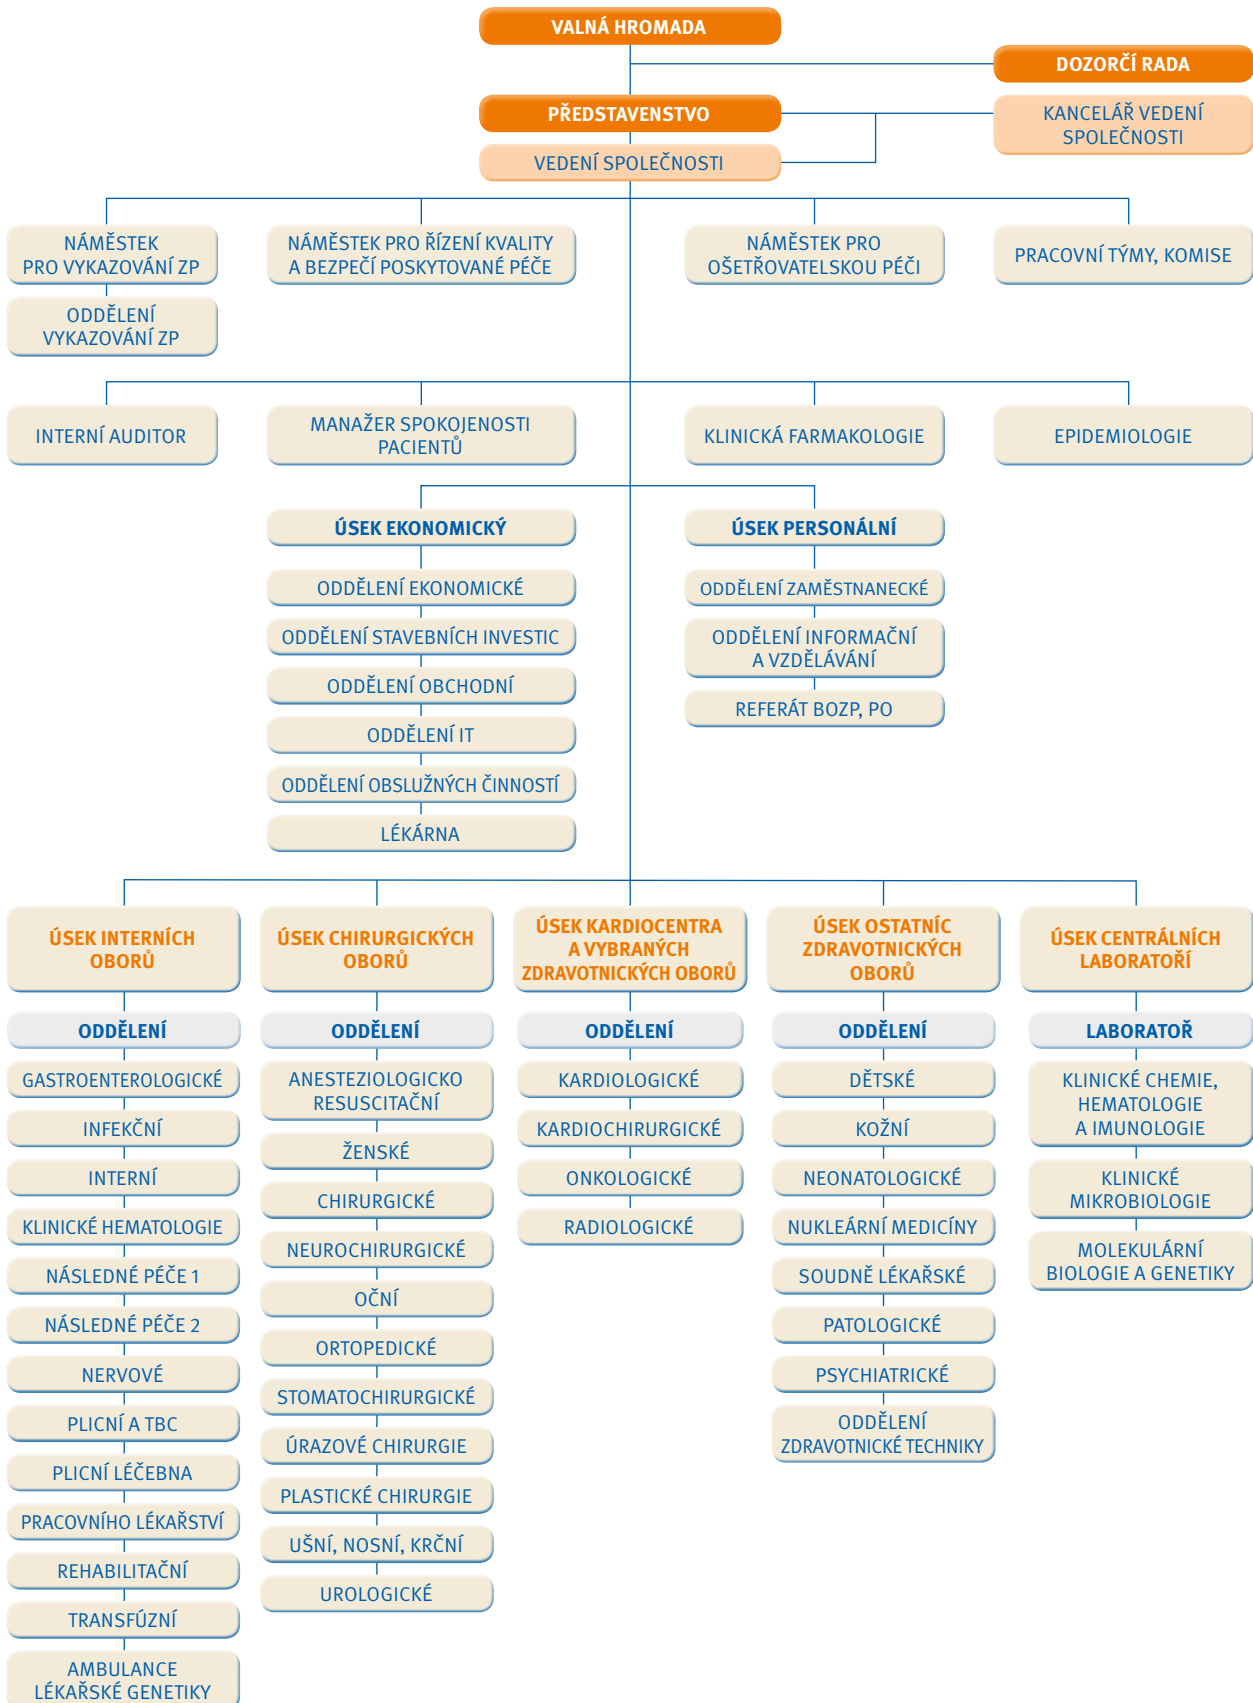 VALNÁ HROMADA
DOZORČÍ RADA
PŘEDSTAVENSTVO
KANCELÁŘ VEDENÍ
SPOLEČNOSTI
VEDENÍ SPOLEČNOSTI
NÁMĚSTEK
PRO VYKAZOVÁNÍ ZP
NÁMĚSTEK PRO ŘÍZENÍ KVALITY
A BEZPEČÍ POSKYTOVANÉ PÉČE
NÁMĚSTEK PRO
OŠETŘOVATELSKOU PÉČI
PRACOVNÍ TÝMY, KOMISE
ODDĚLENÍ
VYKAZOVÁNÍ ZP
INTERNÍ AUDITOR
MANAŽER SPOKOJENOSTI
PACIENTŮ
KLINICKÁ FARMAKOLOGIE
EPIDEMIOLOGIE
ÚSEK EKONOMICKÝ
ODDĚLENÍ EKONOMICKÉ
ODDĚLENÍ STAVEBNÍCH INVESTIC
ODDĚLENÍ OBCHODNÍ
ODDĚLENÍ IT
ODDĚLENÍ OBSLUŽNÝCH ČINNOSTÍ
LÉKÁRNA
ÚSEK PERSONÁLNÍ
ODDĚLENÍ ZAMĚSTNANECKÉ
ODDĚLENÍ INFORMAČNÍ
A VZDĚLÁVÁNÍ
REFERÁT BOZP, PO
ÚSEK INTERNÍCH
OBORŮ
ODDĚLENÍ
GASTROENTEROLOGICKÉ
INFEKČNÍ
INTERNÍ
KLINICKÉ HEMATOLOGIE
NÁSLEDNÉ PÉČE 1
NÁSLEDNÉ PÉČE 2
NERVOVÉ
PLICNÍ A TBC
PLICNÍ LÉČEBNA
PRACOVNÍHO LÉKAŘSTVÍ
REHABILITAČNÍ
TRANSFÚZNÍ
AMBULANCE
LÉKAŘSKÉ GENETIKY
ÚSEK CHIRURGICKÝCH
OBORŮ
ODDĚLENÍ
ANESTEZIOLOGICKO
RESUSCITAČNÍ
ŽENSKÉ
CHIRURGICKÉ
NEUROCHIRURGICKÉ
OČNÍ
ORTOPEDICKÉ
STOMATOCHIRURGICKÉ
ÚRAZOVÉ CHIRURGIE
PLASTICKÉ CHIRURGIE
UŠNÍ, NOSNÍ, KRČNÍ
UROLOGICKÉ
ÚSEK KARDIOCENTRA
A VYBRANÝCH
ZDRAVOTNICKÝCH OBORŮ
ODDĚLENÍ
KARDIOLOGICKÉ
KARDIOCHIRURGICKÉ
ONKOLOGICKÉ
RADIOLOGICKÉ
ÚSEK OSTATNÍC
ZDRAVOTNICKÝCH
OBORŮ
ODDĚLENÍ
DĚTSKÉ
KOŽNÍ
NEONATOLOGICKÉ
NUKLEÁRNÍ MEDICÍNY
SOUDNĚ LÉKAŘSKÉ
PATOLOGICKÉ
PSYCHIATRICKÉ
ODDĚLENÍ
ZDRAVOTNICKÉ TECHNIKY
ÚSEK CENTRÁLNÍCH
LABORATOŘÍ
LABORATOŘ
KLINICKÉ CHEMIE,
HEMATOLOGIE
A IMUNOLOGIE
KLINICKÉ
MIKROBIOLOGIE
MOLEKULÁRNÍ
BIOLOGIE A GENETIKY